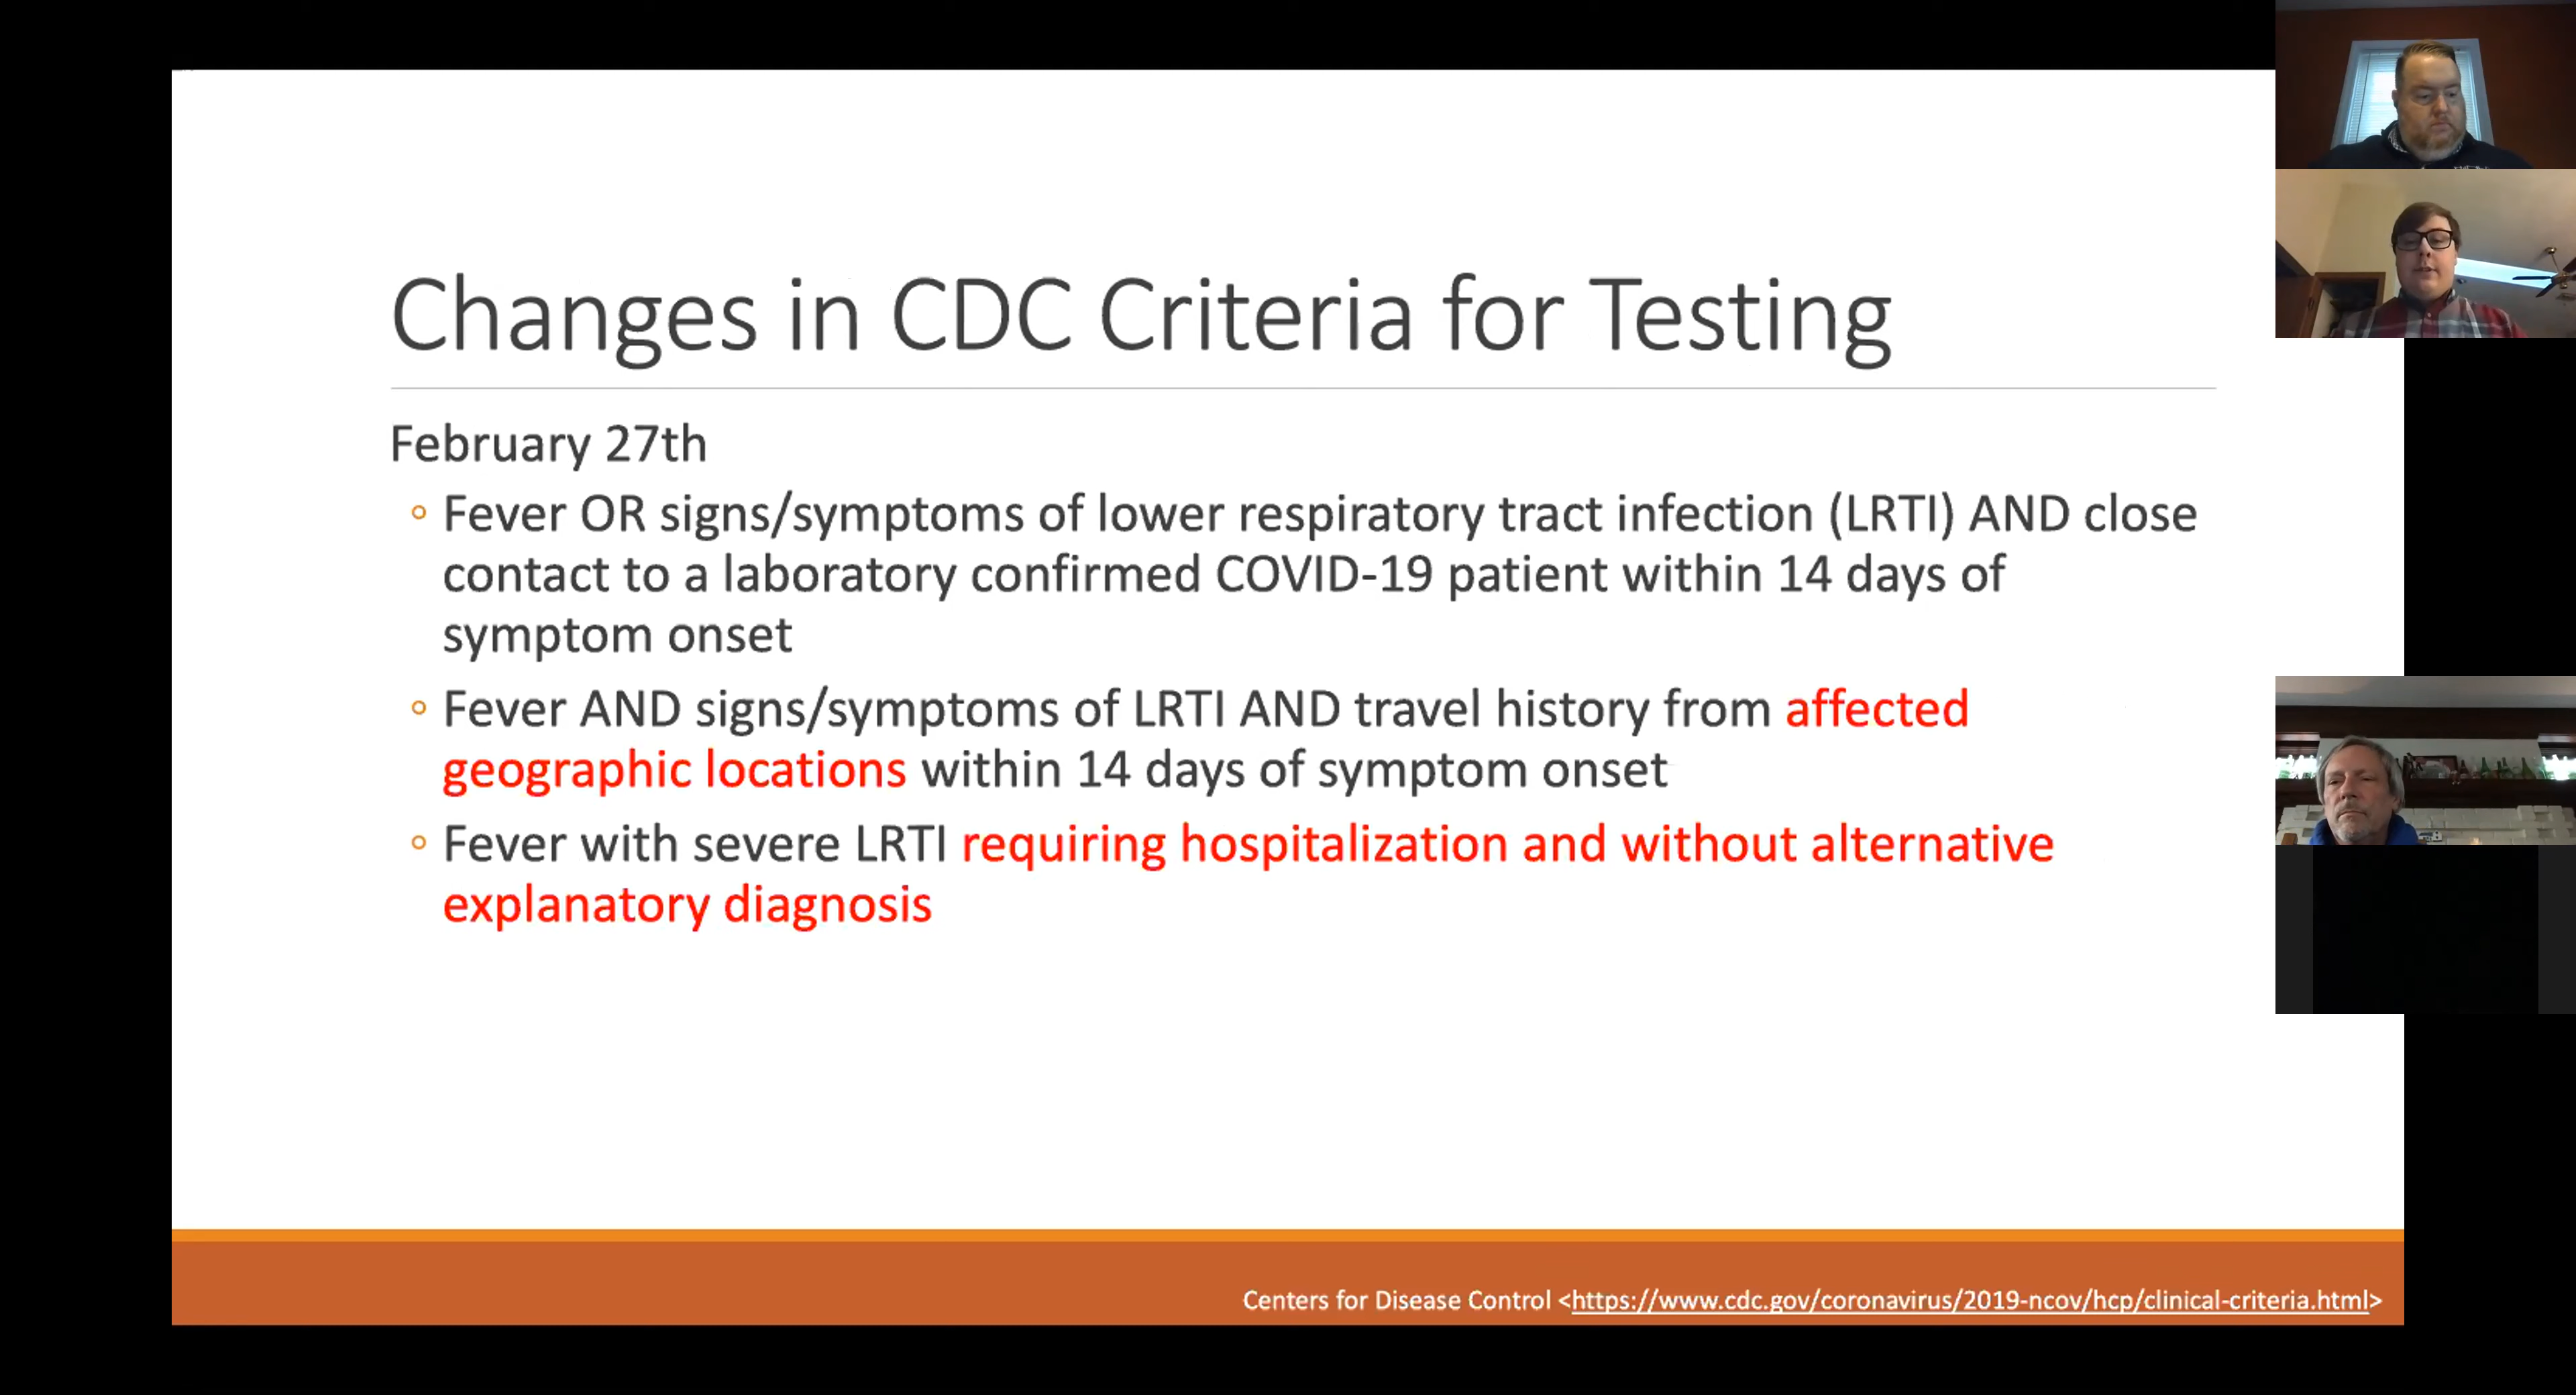 Changes in CDC Criteria for Testing
February 27th
◦ Fever OR signs/symptoms of lower respiratory tract infection (LRTI) AND close
contact to a laboratory confirmed COVID-19 patient within 14 days of
symptom onset
◦ Fever AND signs/symptoms of LRTI AND travel history from affected
geographic locations within 14 days of symptom onset
◦ Fever with severe LRTI requiring hospitalization and without alternative
explanatory diagnosis
Centers for Disease Control <https://www.cdc.gov/coronavirus/2019-ncov/hcp/clinical-criteria.html>